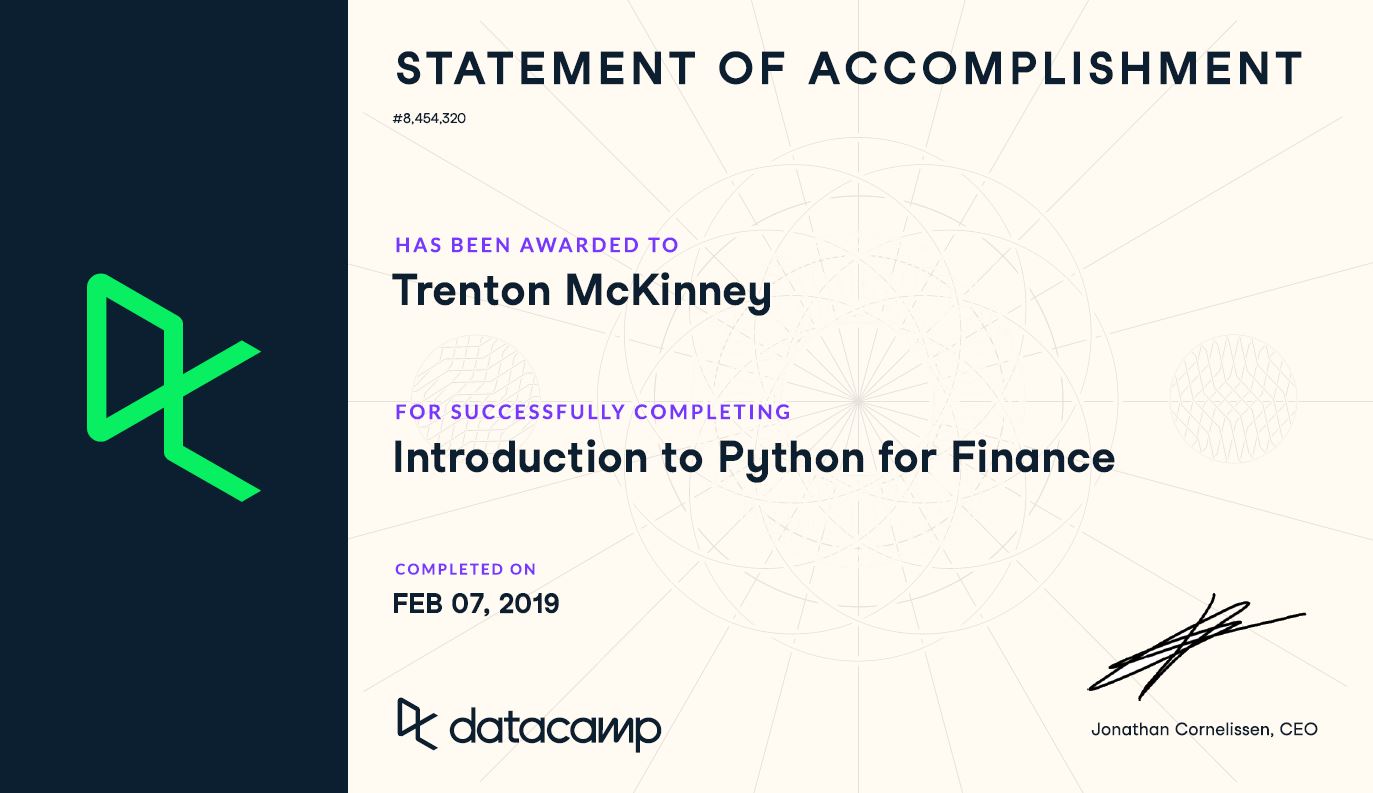 STATEMENT OF ACCOMPLISHMENT
#8,454,320
HAS BEEN AWARDED TO
Trenton McKinney
FOR SUCCESSFULLY COMPLETING
Introduction to Python for Finance
COMPLETED ON
FEB 07, 2019
datacamp
Jonathan Cornelissen, CEO